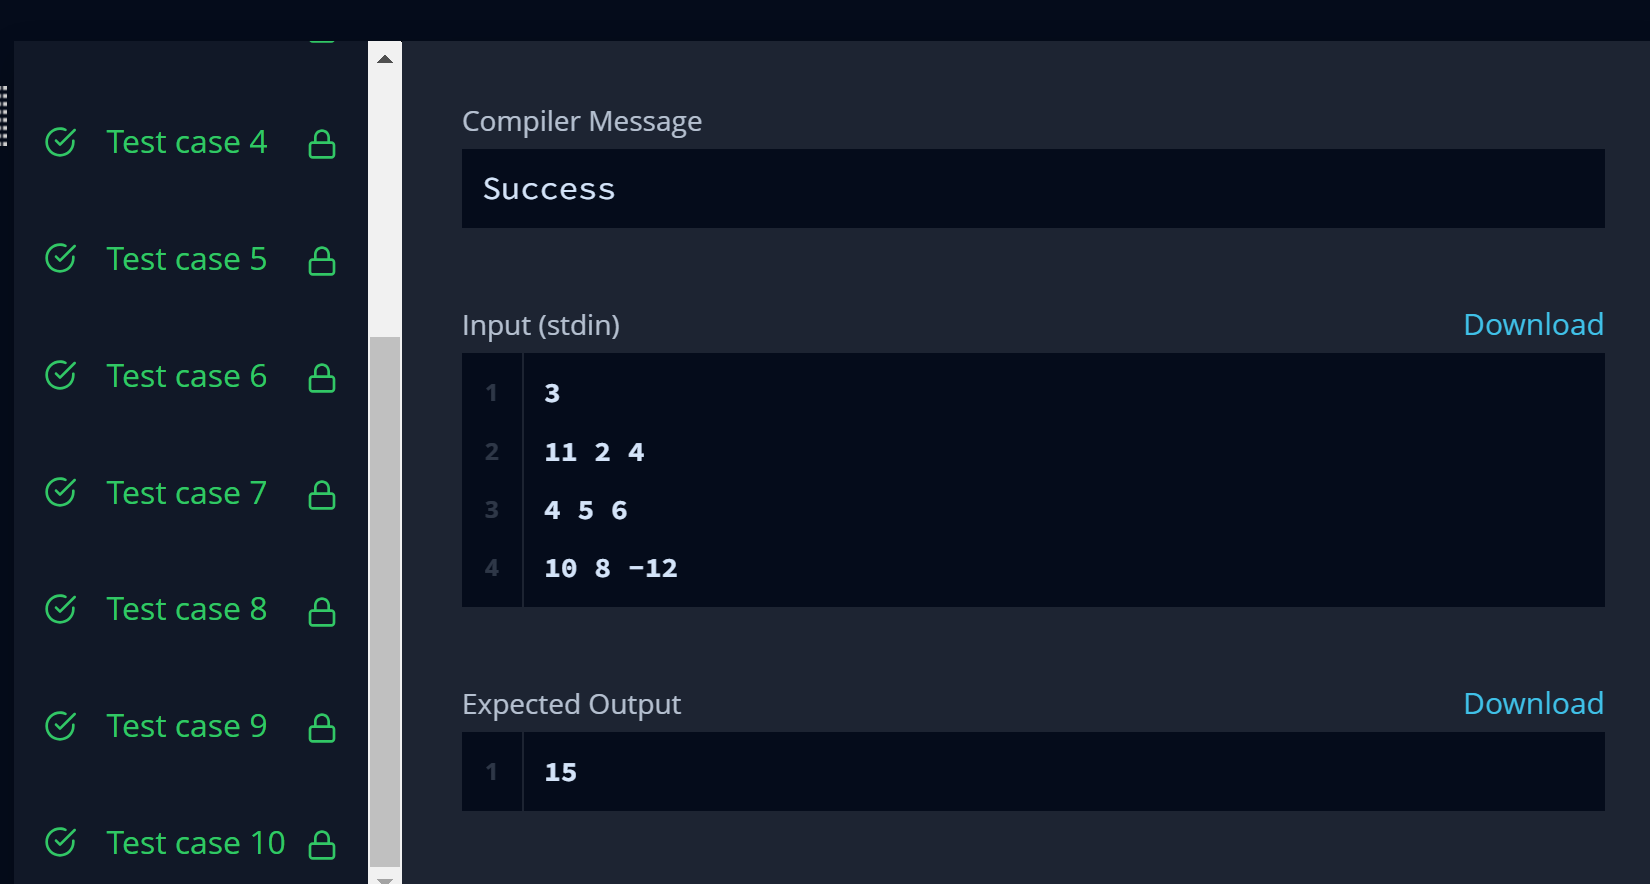 Test case 4
Test case 5
Test case 6
Test case 7
Test case 8
Test case 9
Test case 10
Compiler Message
Success
Input (stdin)
Download
1 3
2 11 2 4
3 4 5 6
4 10 8 −12
Expected Output
Download
1 15